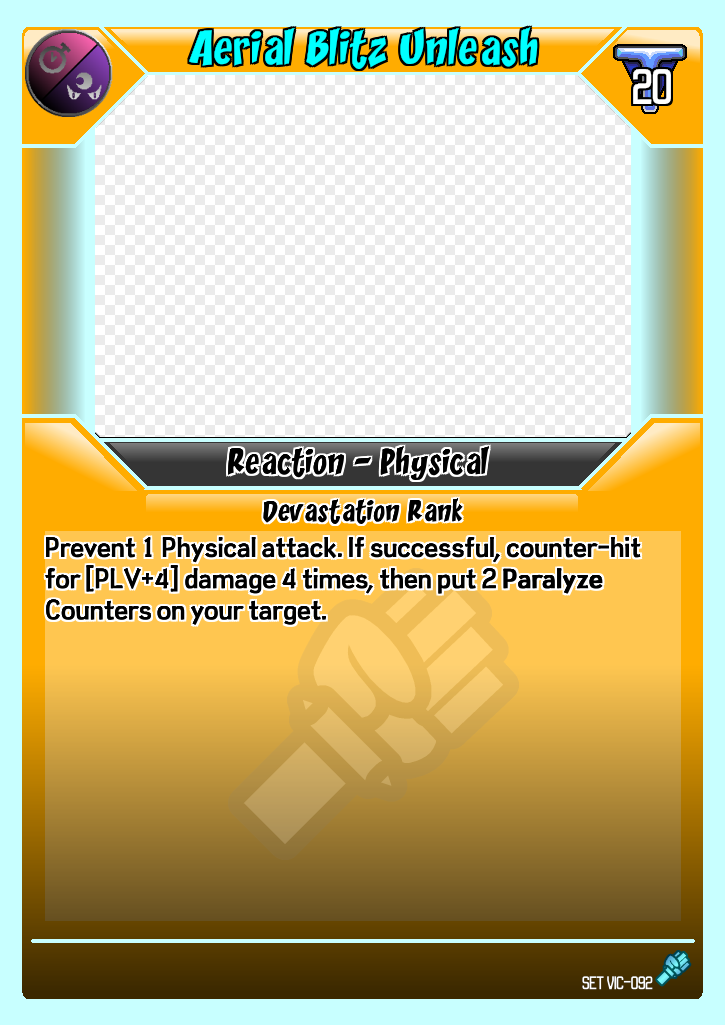 Aerial Blitz Unleash
20
Reaction - Physical
Devastation Rank
Prevent 1 Physical attack. If successful, counter-hit
for [PLV+4] damage 4 times, then put 2 Paralyze
Counters on your target.
SET VIC-092